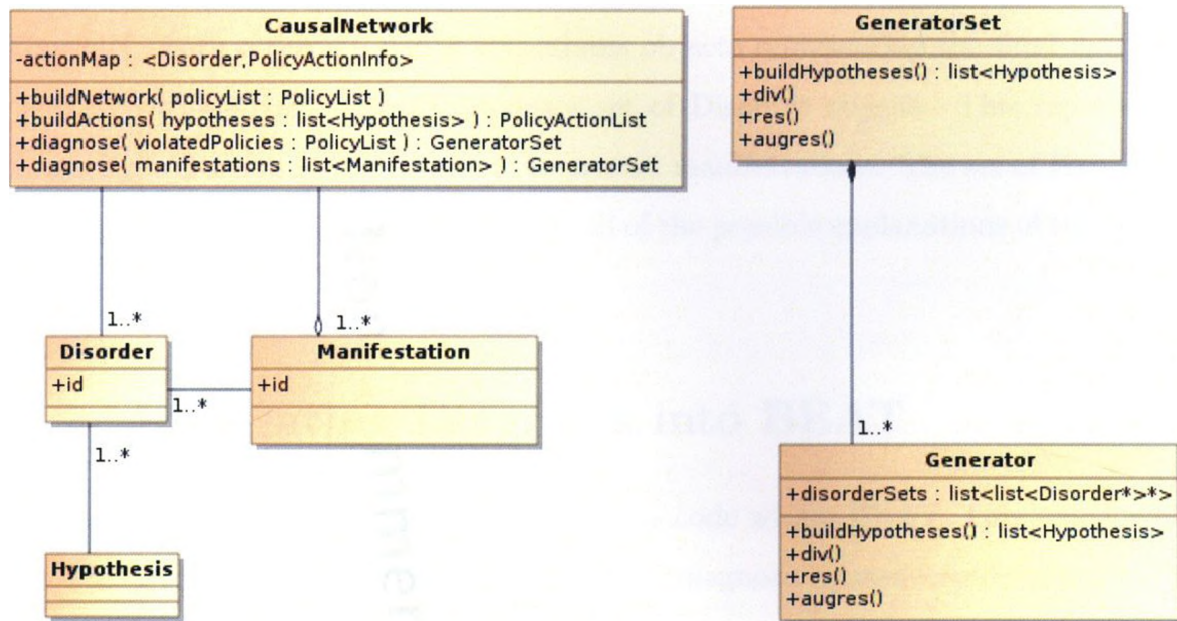 CausalNetwork
-actionMap : <Disorder,PolicyActionInfo>
+buildNetwork( policyList : PolicyList )
+buildActions( hypotheses : list<Hypothesis> ) : PolicyActionList
+diagnose( violatedPolicies : PolicyList ) : GeneratorSet
+diagnose( manifestations : list<Manifestation> ) : GeneratorSet
GeneratorSet
+buildHypotheses() : list<Hypothesis>
+div()
+res()
+augres()
1..*
1..*
Disorder
+id
1..*
Manifestation
+id
1..*
Hypothesis
1..*
Generator
+disorderSets : list<list<Disorder*>*>
+buildHypotheses() : list<Hypothesis>
+div()
+res()
+augres()